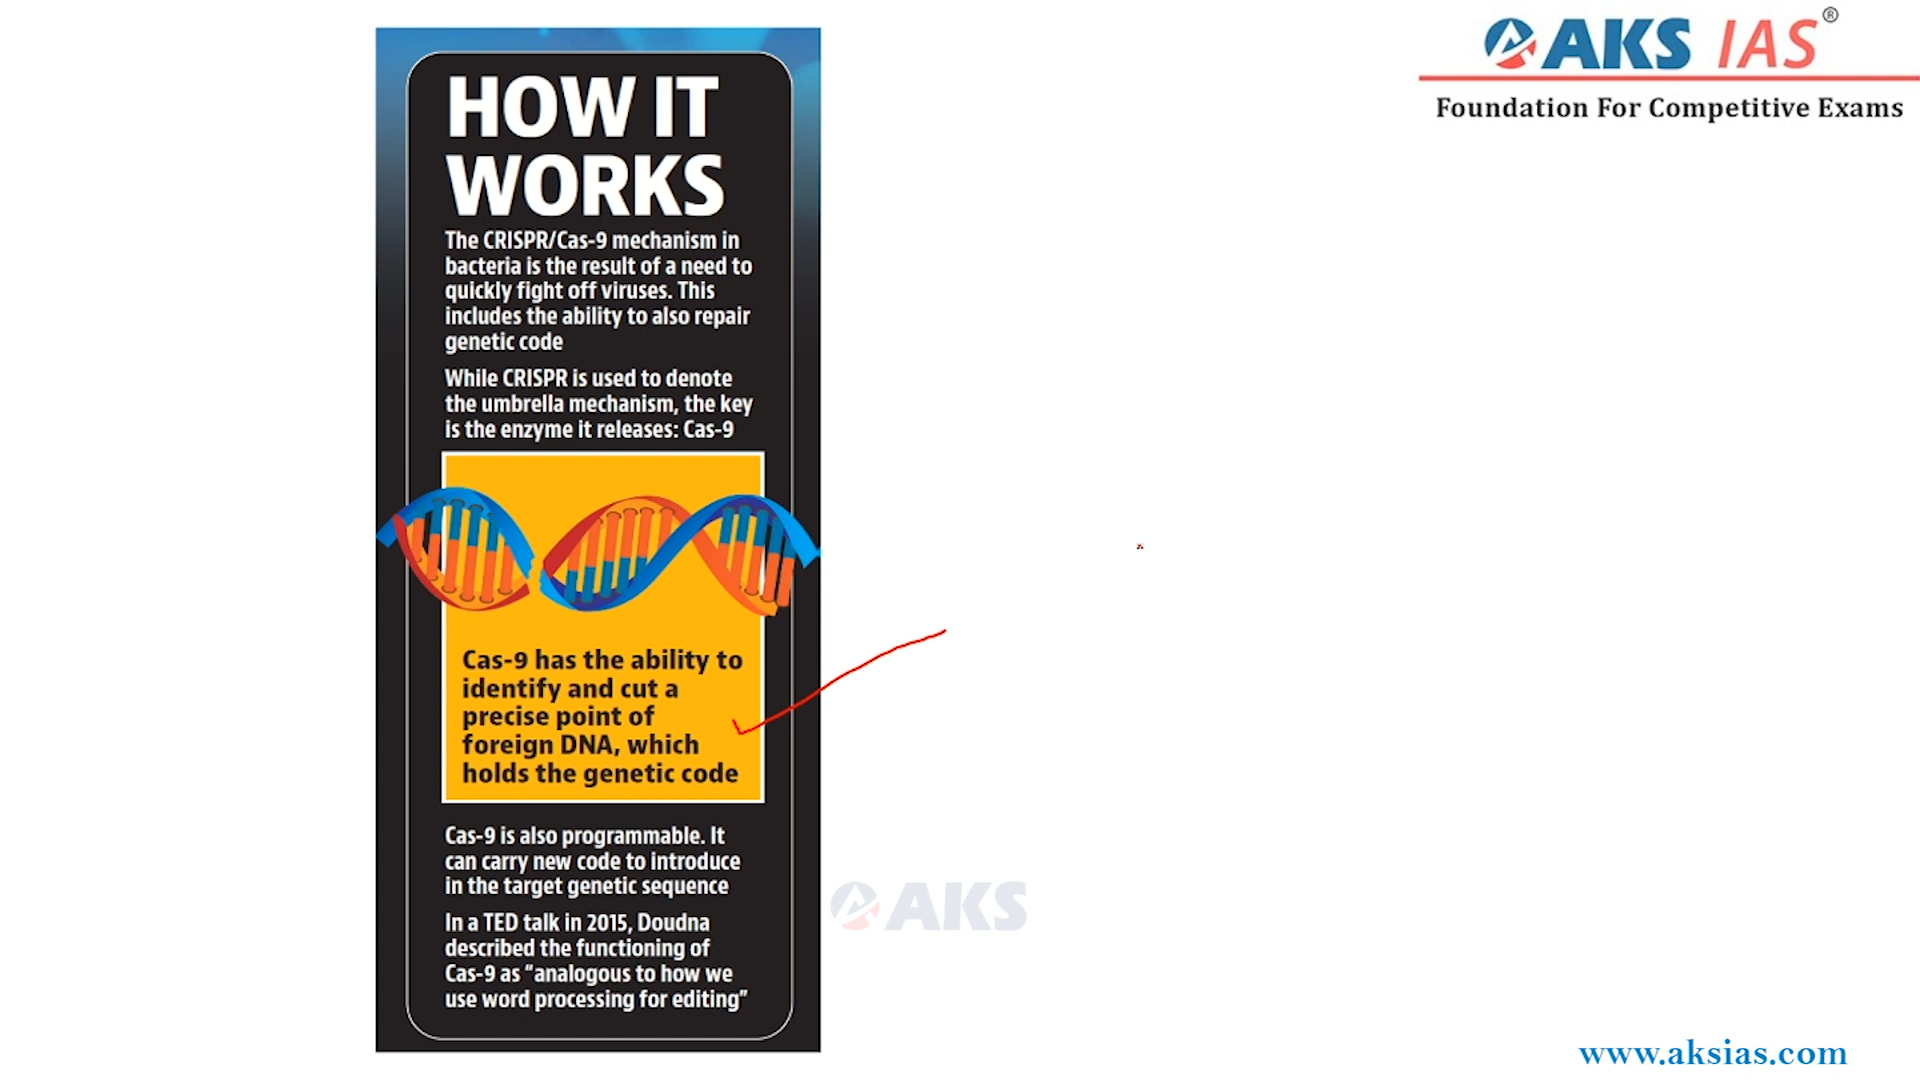 HOW IT
WORKS
The CRISPR/Cas-9 mechanism in
bacteria is the result of a need to
quickly fight off viruses. This
includes the ability to also repair
genetic code
While CRISPR is used to denote
the umbrella mechanism, the key
is the enzyme it releases: Cas-9
Cas-9 has the ability to
identify and cut a
precise point of
foreign DNA, which
holds the genetic code
Cas-9 is also programmable. It
can carry new code to introduce
in the target genetic sequence
In a TED talk in 2015, Doudna
described the functioning of
Cas-9 as “analogous to how we
use word processing for editing”
AKS IAS®
Foundation For Competitive Exams
AKS
www.aksias.com